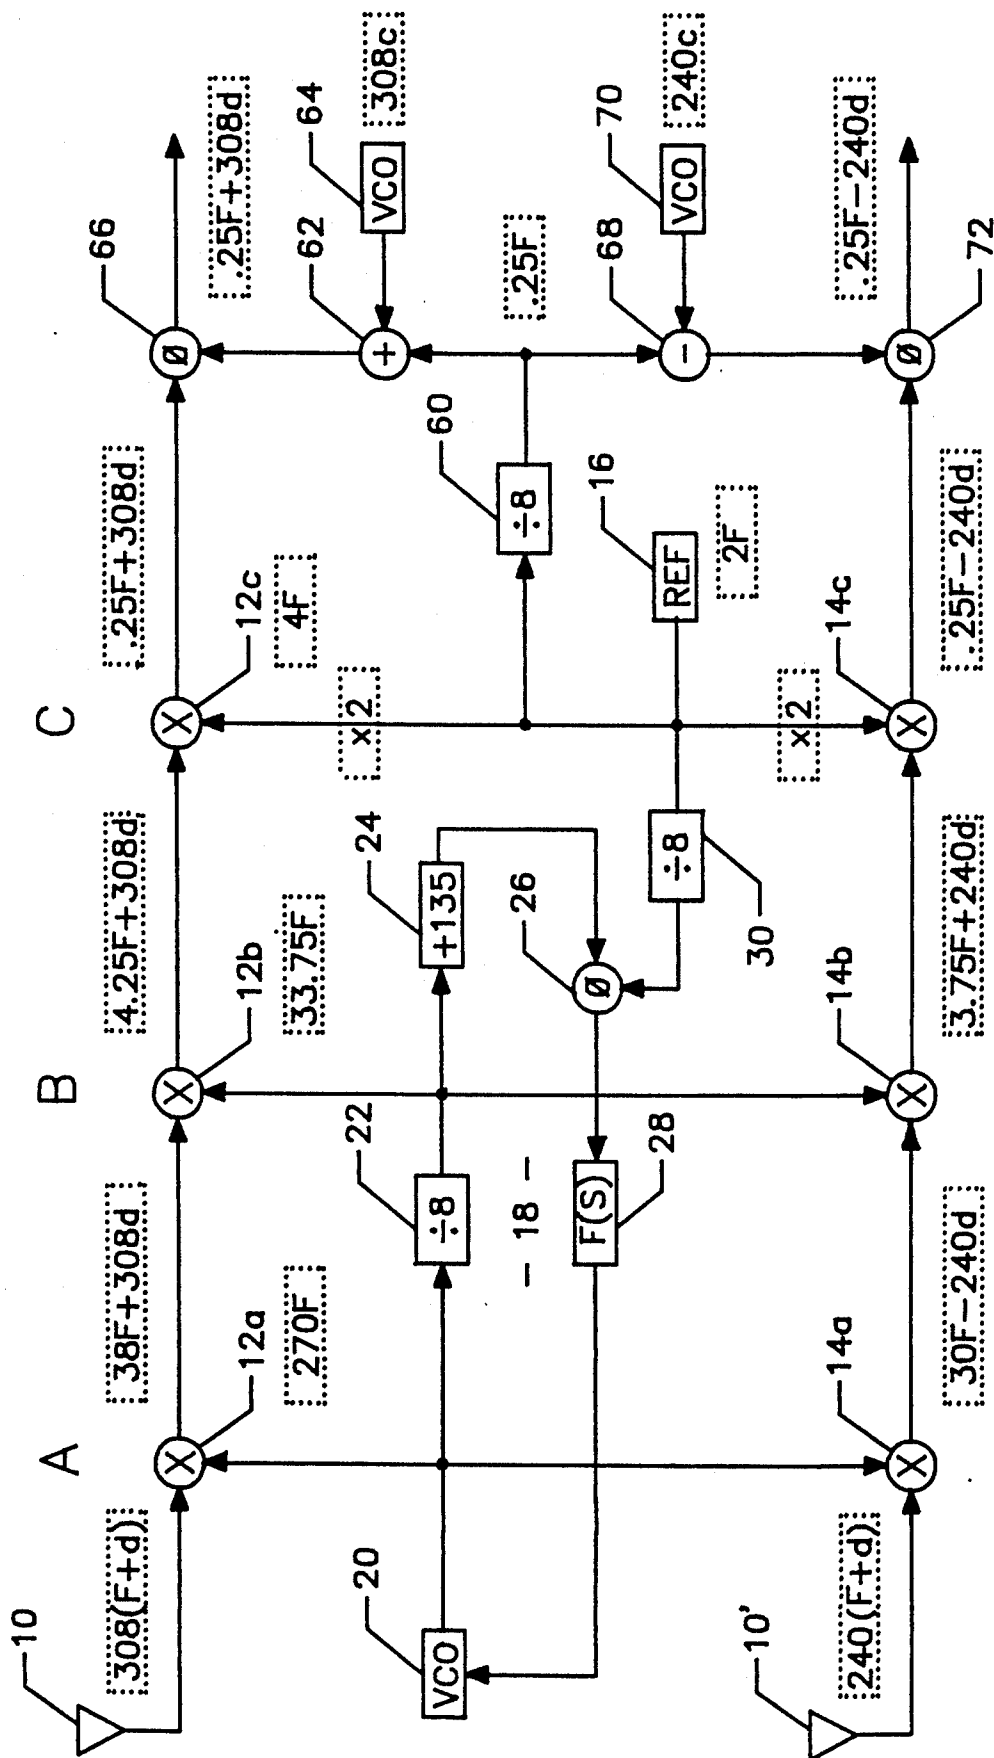 A
B
C
10
308(F+d)
12a
38F+308d
270F
12b
4.25F+308d
33.75F
12c
.25F+308d
4F
66
.25F+308d
X
X
X
Ø
64
VCO
308c
62
+
x2
24
+135
22
÷8
20
VCO
60
÷8
.25F
26
Ø
- 18 -
F(S)
28
÷8
30
16
REF
2F
68
-
70
VCO
240c
x2
10'
240(F+d)
X
14a
30F-240d
X
14b
3.75F+240d
X
14c
.25F-240d
Ø
72
.25F-240d